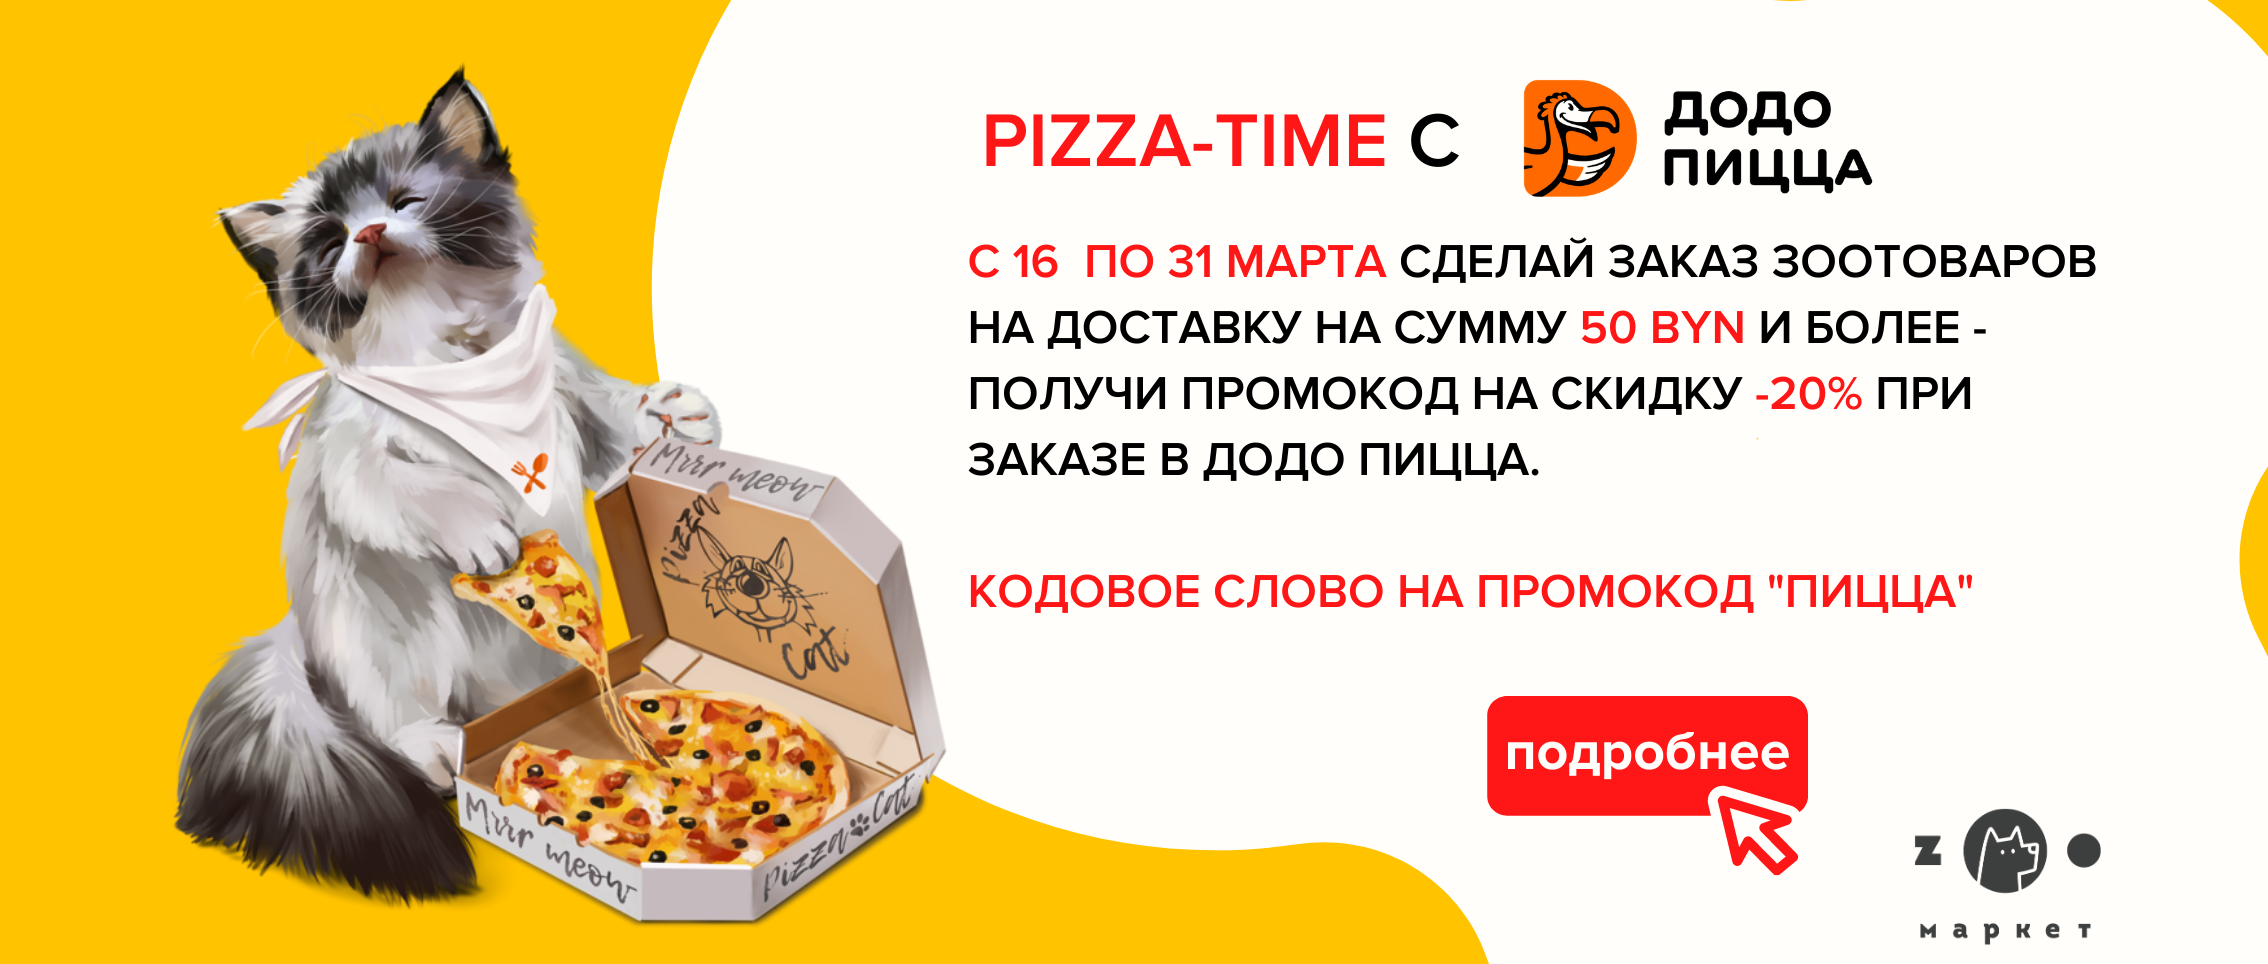 PIZZA-TIME С
ДОДО
ПИЦЦА
С 16 ПО 31 МАРТА СДЕЛАЙ ЗАКАЗ ЗООТОВАРОВ
НА ДОСТАВКУ НА СУММУ 50 BYN И БОЛЕЕ -
ПОЛУЧИ ПРОМОКОД НА СКИДКУ -20% ПРИ
ЗАКАЗЕ В ДОДО ПИЦЦА.
КОДОВОЕ СЛОВО НА ПРОМОКОД "ПИЦЦА"
подробнее
Mrrr meow
Pizza
Cat
Mrrr meow
Pizza Cat
ZOO
маркет